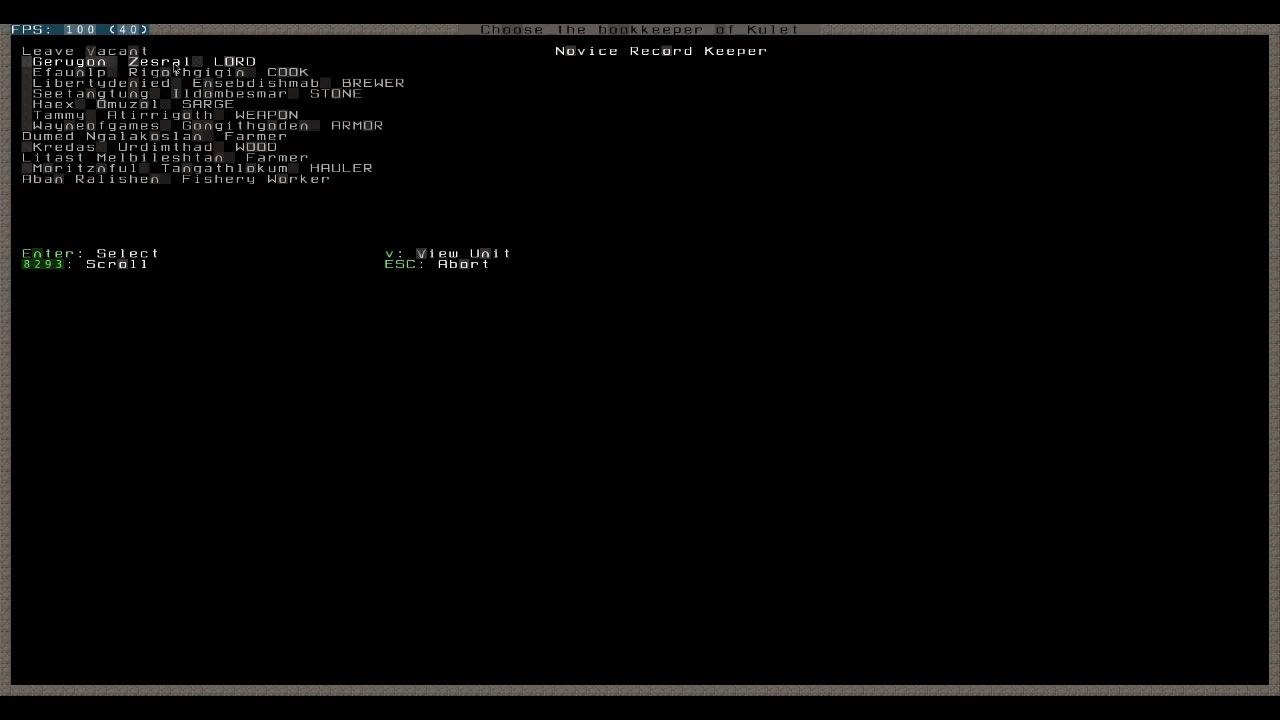 FPS: 100 (40)
Choose the bookkeeper of Kulet
Leave Vacant
Novice Record Keeper
Gerugon Zesral LORD
Efaunlp Rigothgigin COOK
Libertydenied Ensebdishmab BREWER
Seetangtung Ildombesmar STONE
Haex Omuzol SARGE
Tammy Atirrigoth WEAPON
Wayneofgames Gongithgoden ARMOR
Dumed Ngalakoslan Farmer
Kredas Urdimthad WOOD
Litast Melbileshtan Farmer
Moritznful Tangathlokum HAULER
Aban Ralishen Fishery Worker
Enter: Select
v: View Unit
8293: Scroll
ESC: Abort